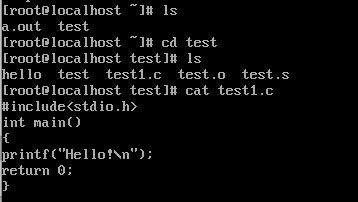 [root@localhost ~]# ls
a.out  test
[root@localhost ~]# cd test
[root@localhost test]# ls
hello  test  test1.c  test.o  test.s
[root@localhost test]# cat test1.c
#include<stdio.h>
int main()
{
printf("Hello!\n");
return 0;
}